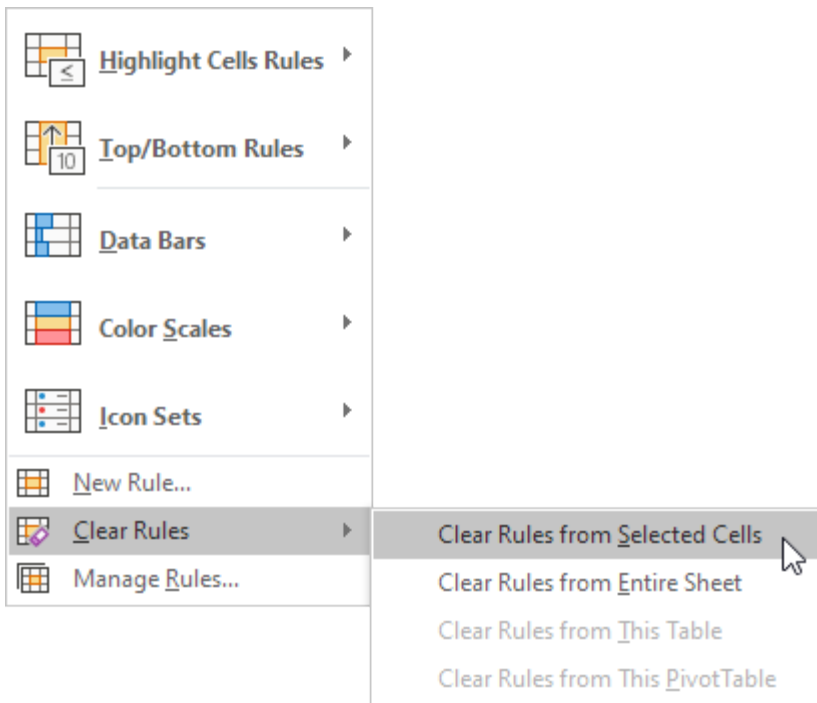 Highlight Cells Rules
≤
Top/Bottom Rules
10
Data Bars
Color Scales
Icon Sets
New Rule...
Clear Rules
Manage Rules...
Clear Rules from Selected Cells
Clear Rules from Entire Sheet
Clear Rules from This Table
Clear Rules from This PivotTable